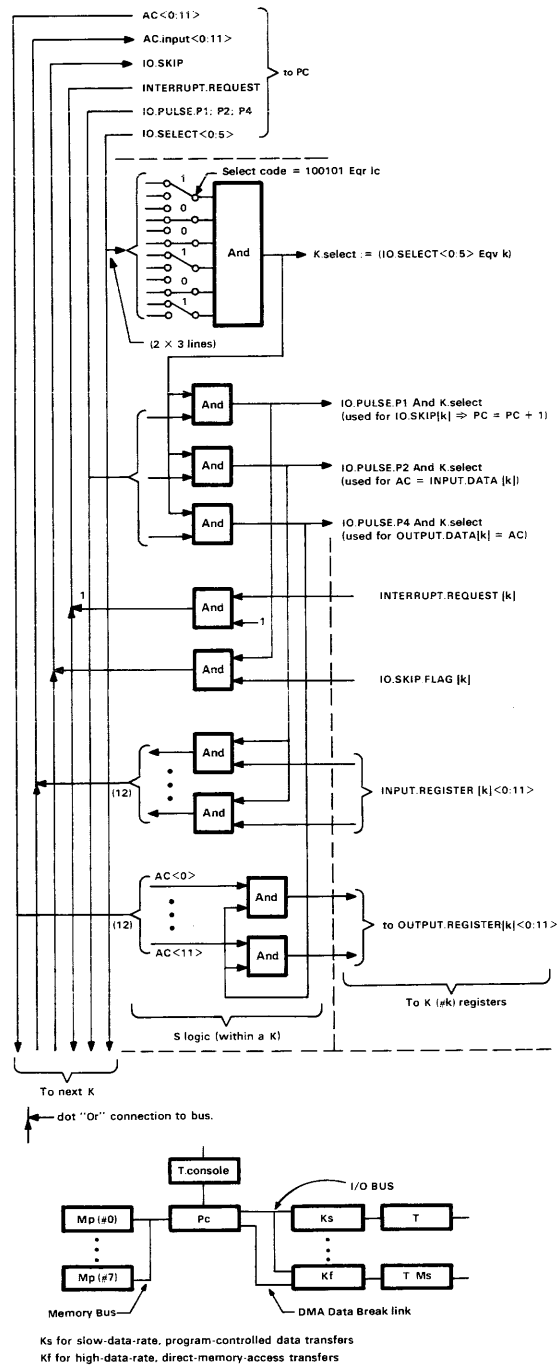 AC<0:11>
AC.input<0:11>
IO.SKIP
INTERRUPT.REQUEST
IO.PULSE.P1; P2; P4
IO.SELECT<0:5>
to PC
Select code = 100101 Eqr lc
1
0
0
1
0
1
And
K.select := (IO.SELECT<0:5> Eqv k)
(2 × 3 lines)
And
IO.PULSE.P1 And K.select
(used for IO.SKIP[k] ⇒ PC = PC + 1)
And
IO.PULSE.P2 And K.select
(used for AC = INPUT.DATA [k])
And
IO.PULSE.P4 And K.select
(used for OUTPUT.DATA[k] = AC)
1
And
INTERRUPT.REQUEST [k]
1
And
IO.SKIP FLAG [k]
And
(12)
And
INPUT.REGISTER [k]<0:11>
AC<0>
And
(12)
to OUTPUT.REGISTER[k]<0:11>
AC<11>
And
S logic (within a K)
To K (#k) registers
To next K
dot "Or" connection to bus.
T.console
I/O BUS
Mp (#0)
Pc
Ks
T
Mp (#7)
Kf
T Ms
Memory Bus
DMA Data Break link
Ks for slow-data-rate, program-controlled data transfers
Kf for high-data-rate, direct-memory-access transfers